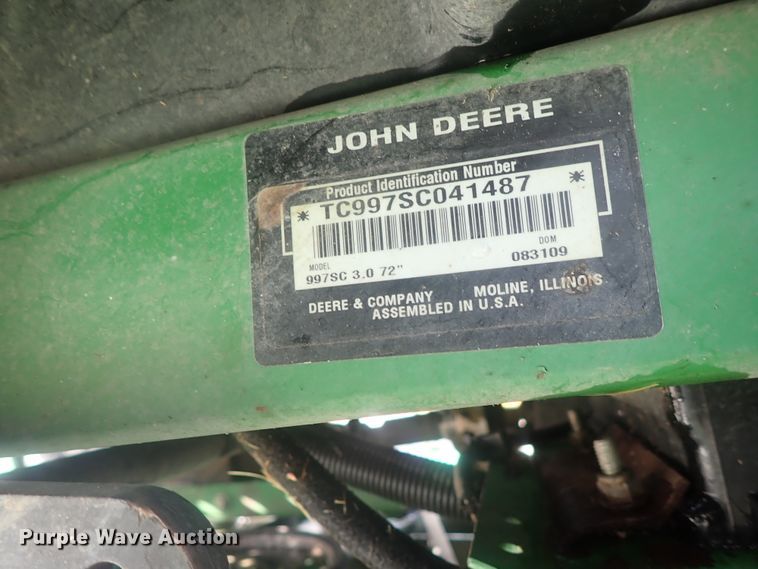 JOHN DEERE
Product Identification Number
TC997SC041487
MODEL
DOM
997SC 3.0 72"
083109
DEERE & COMPANY MOLINE, ILLINOIS
ASSEMBLED IN U.S.A.
Purple Wave Auction